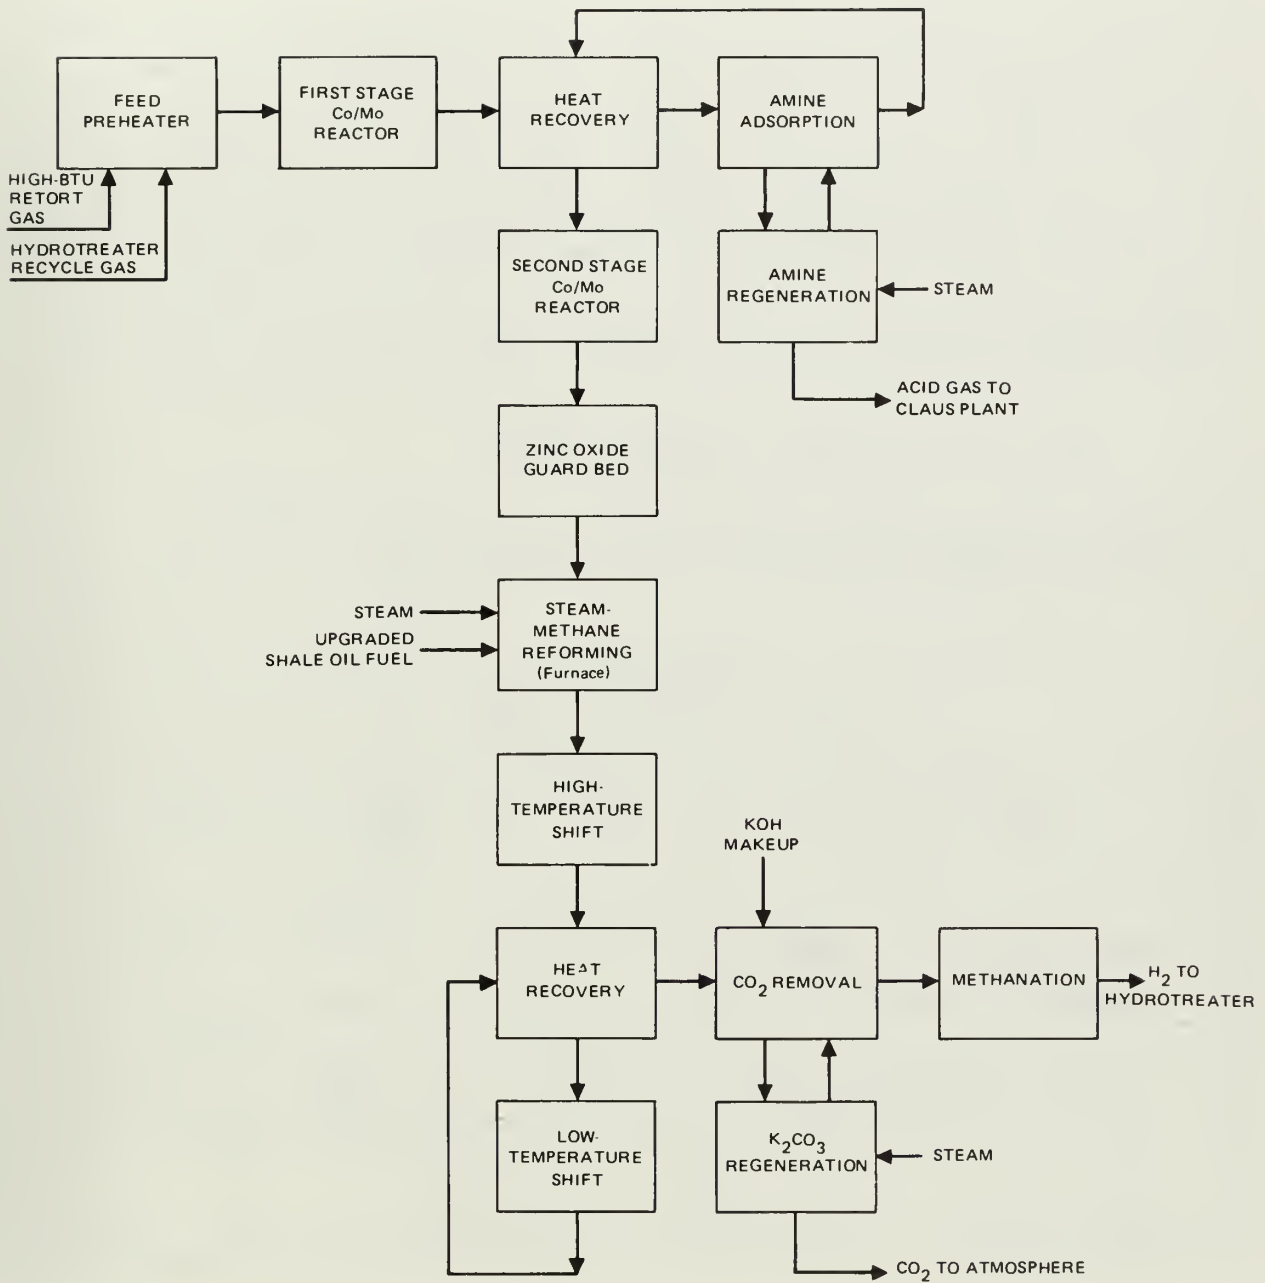 FEED
PREHEATER
FIRST STAGE
Co/Mo
REACTOR
HEAT
RECOVERY
AMINE
ADSORPTION
HIGH-BTU
RETORT
GAS
HYDROTREATER
RECYCLE GAS
SECOND STAGE
Co/Mo
REACTOR
AMINE
REGENERATION
STEAM
ACID GAS TO
CLAUS PLANT
ZINC OXIDE
GUARD BED
STEAM
UPGRADED
SHALE OIL FUEL
STEAM-
METHANE
REFORMING
(Furnace)
HIGH-
TEMPERATURE
SHIFT
KOH
MAKEUP
HEAT
RECOVERY
CO2 REMOVAL
METHANATION
H2 TO
HYDROTREATER
LOW-
TEMPERATURE
SHIFT
K2CO3
REGENERATION
STEAM
CO2 TO ATMOSPHERE